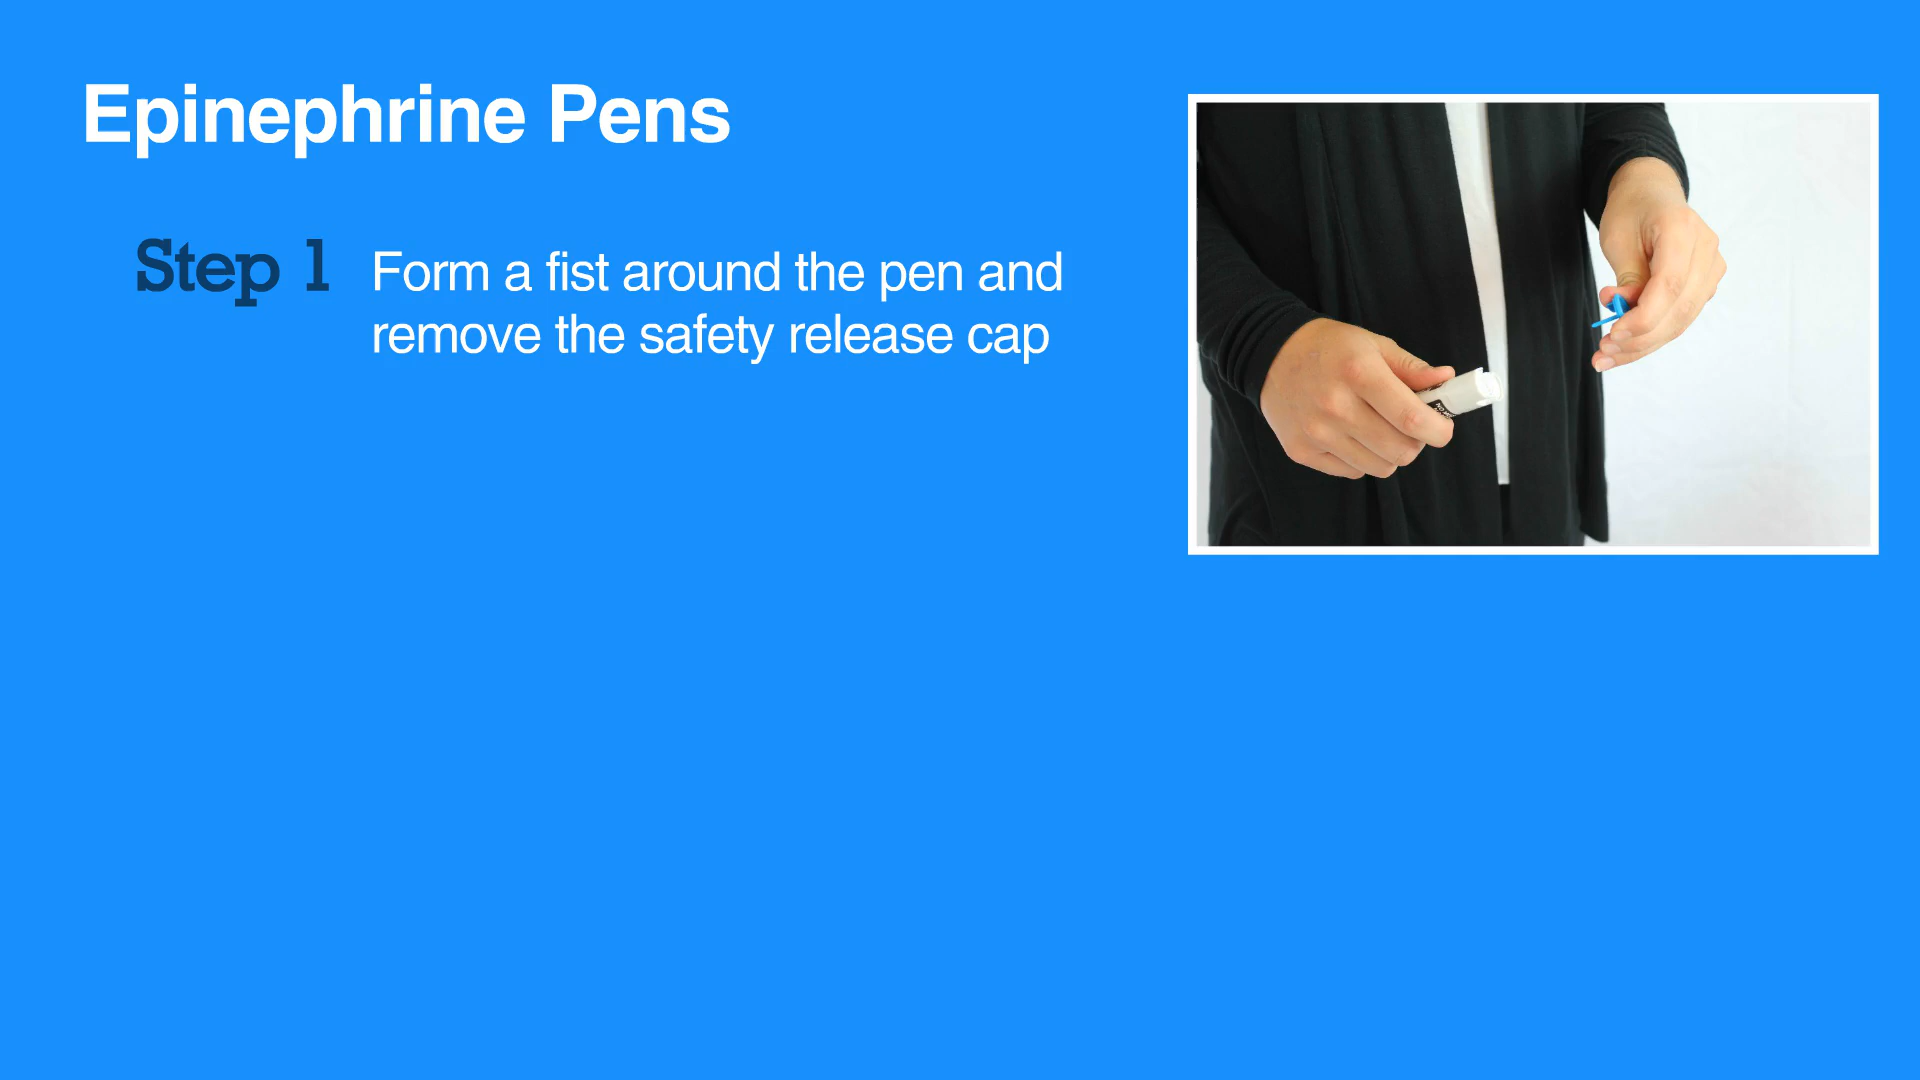 Epinephrine Pens
Step 1 Form a fist around the pen and
remove the safety release cap